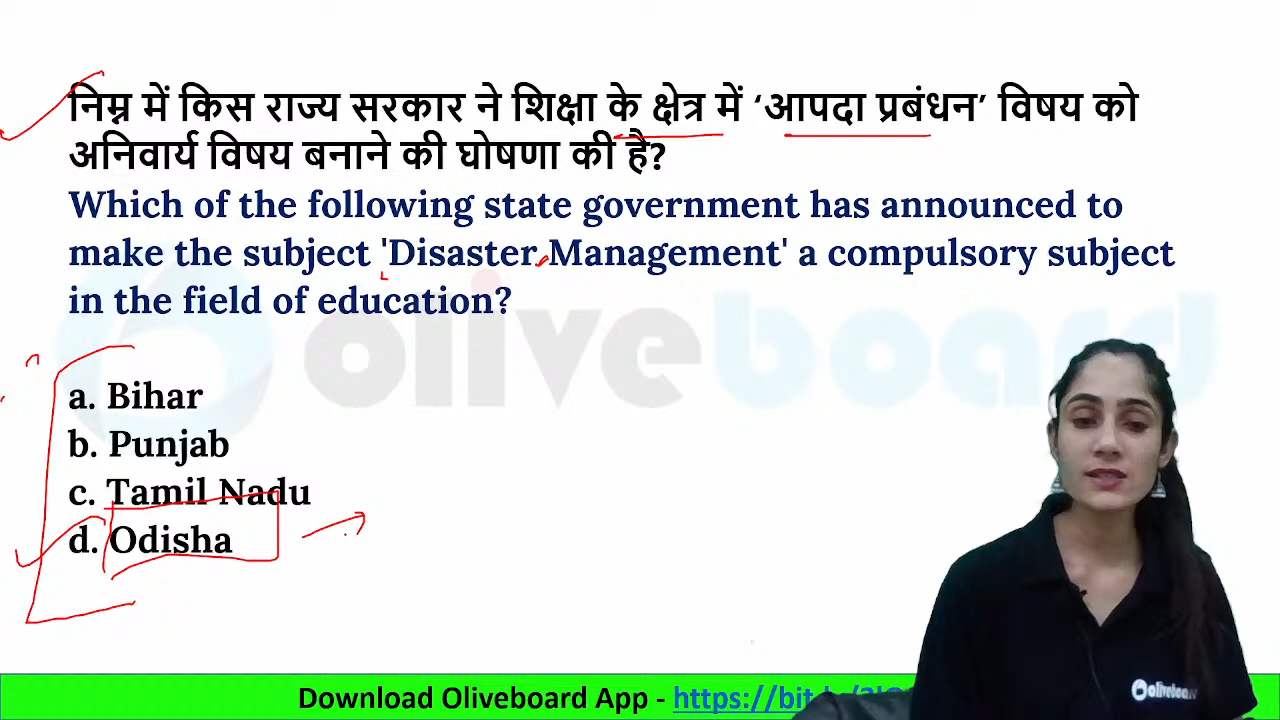 निम्न में किस राज्य सरकार ने शिक्षा के क्षेत्र में ‘आपदा प्रबंधन’ विषय को
अनिवार्य विषय बनाने की घोषणा की है?
Which of the following state government has announced to
make the subject 'Disaster Management' a compulsory subject
in the field of education?
oliveboard
a. Bihar
b. Punjab
c. Tamil Nadu
d. Odisha
oliveboard
Download Oliveboard App - https://bit